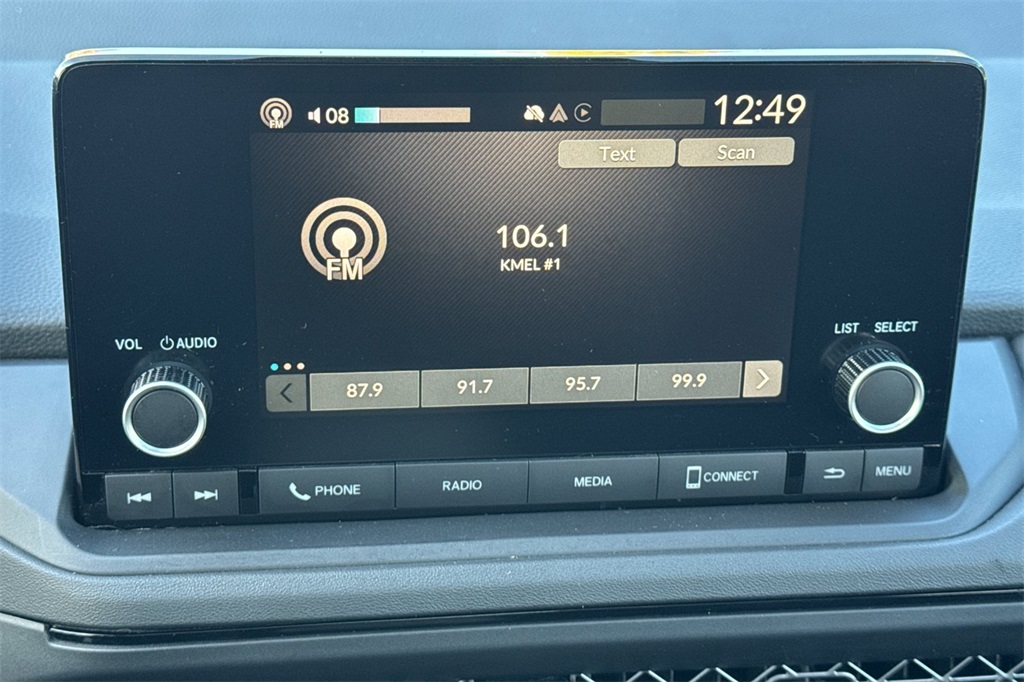 FM 08 12:49
Text Scan
FM
106.1
KMEL #1
VOL AUDIO
LIST SELECT
87.9 91.7 95.7 99.9
PHONE RADIO MEDIA CONNECT MENU